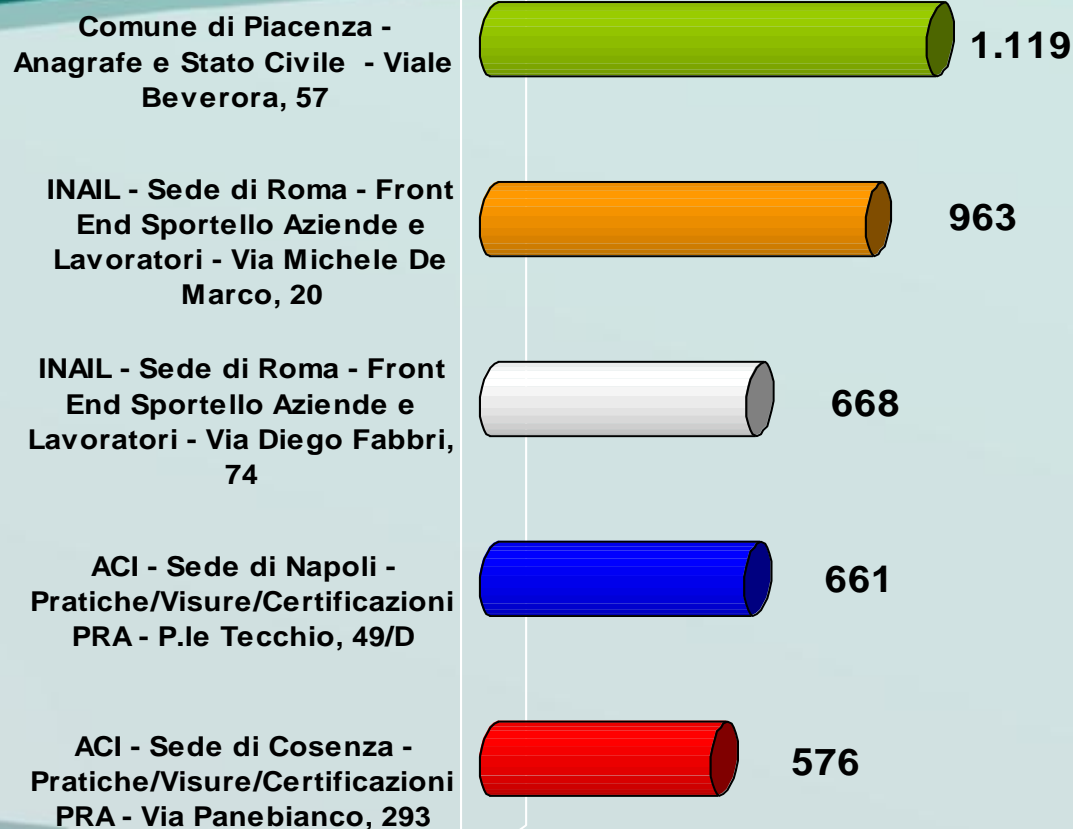 Comune di Piacenza -
Anagrafe e Stato Civile - Viale
Beverora, 57
1.119
INAIL - Sede di Roma - Front
End Sportello Aziende e
Lavoratori - Via Michele De
Marco, 20
963
INAIL - Sede di Roma - Front
End Sportello Aziende e
Lavoratori - Via Diego Fabbri,
74
668
ACI - Sede di Napoli -
Pratiche/Visure/Certificazioni
PRA - P.le Tecchio, 49/D
661
ACI - Sede di Cosenza -
Pratiche/Visure/Certificazioni
PRA - Via Panebianco, 293
576